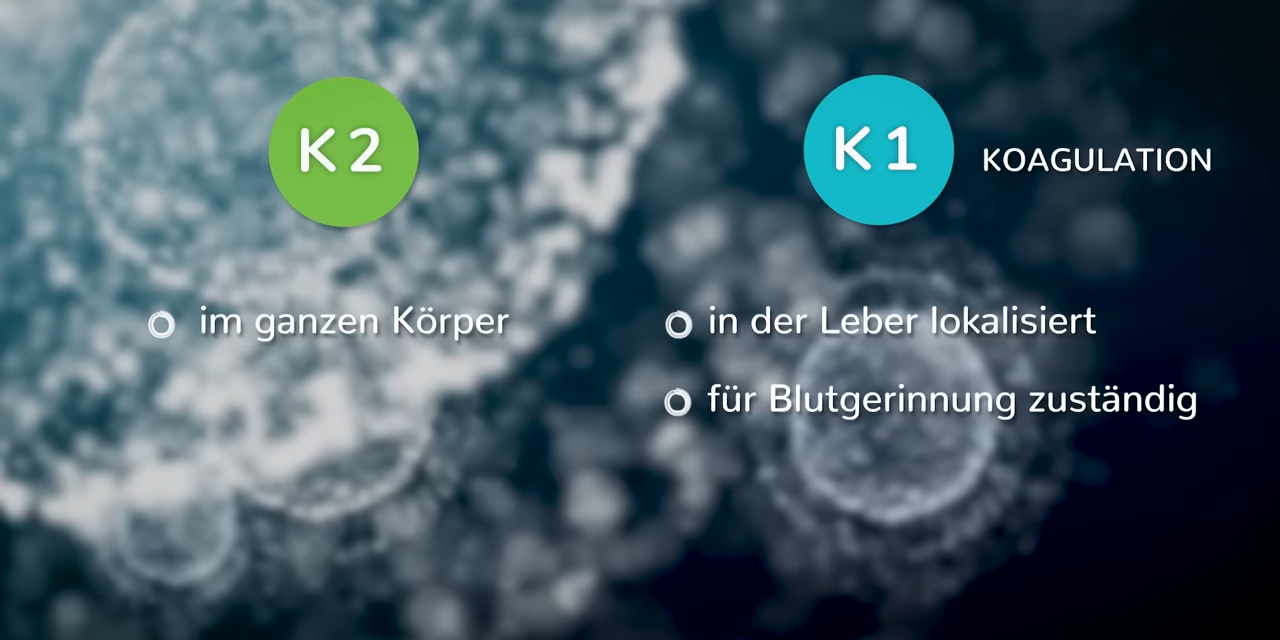 K2
K1 KOAGULATION
im ganzen Körper
in der Leber lokalisiert
für Blutgerinnung zuständig